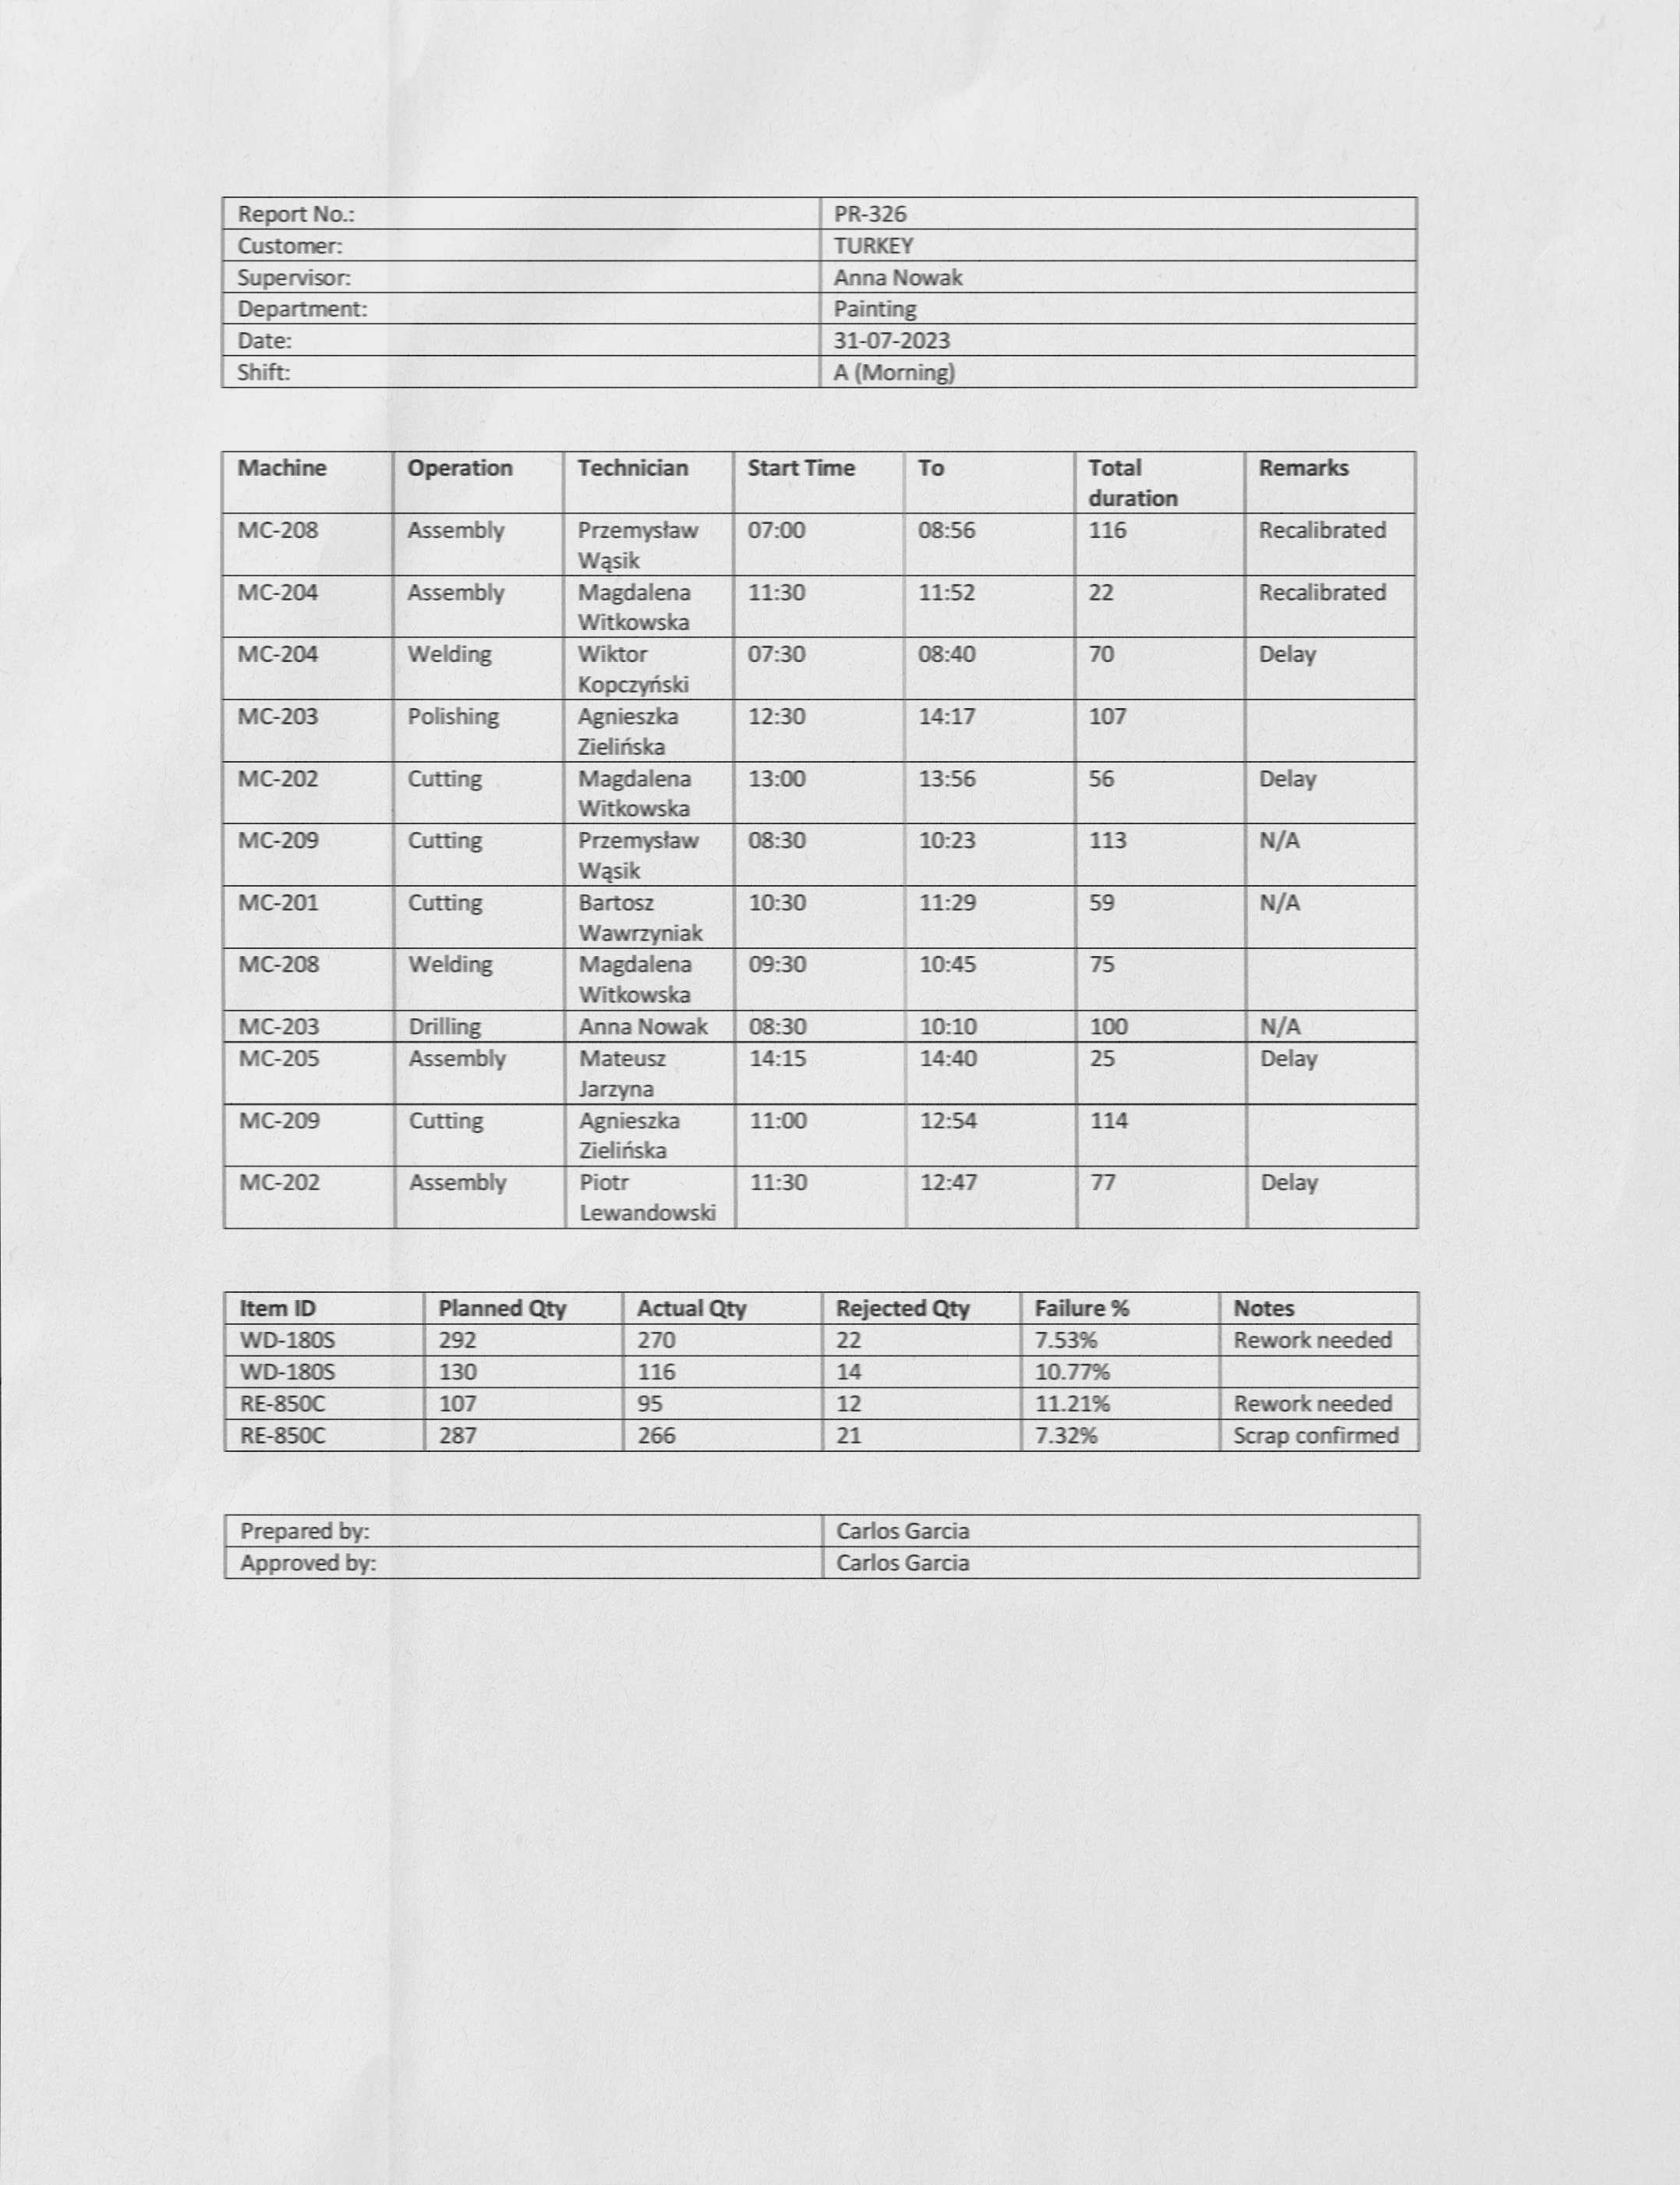 Report No.: PR-326
Customer: TURKEY
Supervisor: Anna Nowak
Department: Painting
Date: 31-07-2023
Shift: A (Morning)
Machine Operation Technician Start Time To Total duration Remarks
MC-208 Assembly Przemysław Wąsik 07:00 08:56 116 Recalibrated
MC-204 Assembly Magdalena Witkowska 11:30 11:52 22 Recalibrated
MC-204 Welding Wiktor Kopczyński 07:30 08:40 70 Delay
MC-203 Polishing Agnieszka Zielińska 12:30 14:17 107
MC-202 Cutting Magdalena Witkowska 13:00 13:56 56 Delay
MC-209 Cutting Przemysław Wąsik 08:30 10:23 113 N/A
MC-201 Cutting Bartosz Wawrzyniak 10:30 11:29 59 N/A
MC-208 Welding Magdalena Witkowska 09:30 10:45 75
MC-203 Drilling Anna Nowak 08:30 10:10 100 N/A
MC-205 Assembly Mateusz Jarzyna 14:15 14:40 25 Delay
MC-209 Cutting Agnieszka Zielińska 11:00 12:54 114
MC-202 Assembly Piotr Lewandowski 11:30 12:47 77 Delay
Item ID Planned Qty Actual Qty Rejected Qty Failure % Notes
WD-180S 292 270 22 7.53% Rework needed
WD-180S 130 116 14 10.77%
RE-850C 107 95 12 11.21% Rework needed
RE-850C 287 266 21 7.32% Scrap confirmed
Prepared by: Carlos Garcia
Approved by: Carlos Garcia